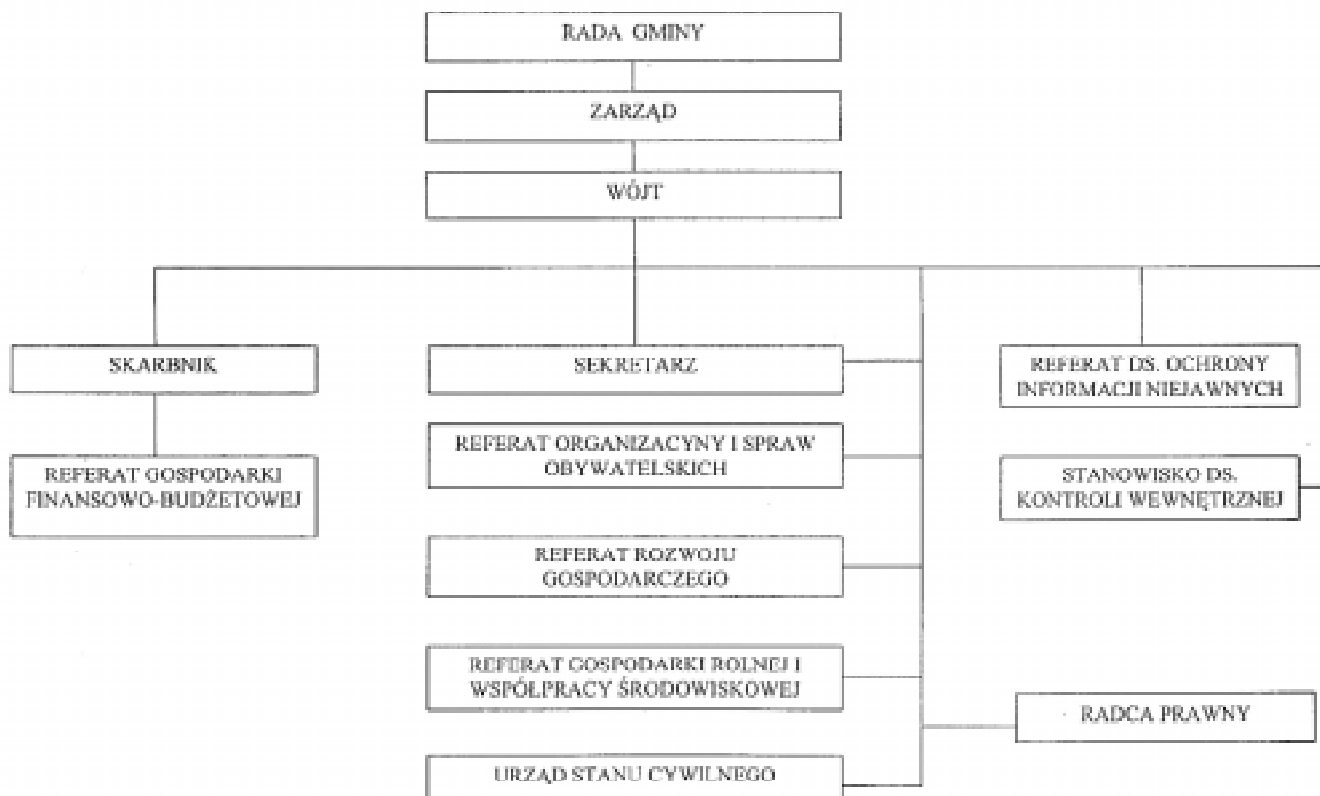 RADA GMINY
ZARZĄD
WÓJT
SKARBNIK
SEKRETARZ
REFERAT DS. OCHRONY
INFORMACJI NIEJAWNYCH
REFERAT ORGANIZACYNY I SPRAW
OBYWATELSKICH
REFERAT GOSPODARKI
FINANSOWO-BUDŻETOWEJ
STANOWISKO DS.
KONTROLI WEWNĘTRZNEJ
REFERAT ROZWOJU
GOSPODARCZEGO
REFERAT GOSPODARKI ROLNEJ I
WSPÓŁPRACY ŚRODOWISKOWEJ
RADCA PRAWNY
URZĄD STANU CYWILNEGO